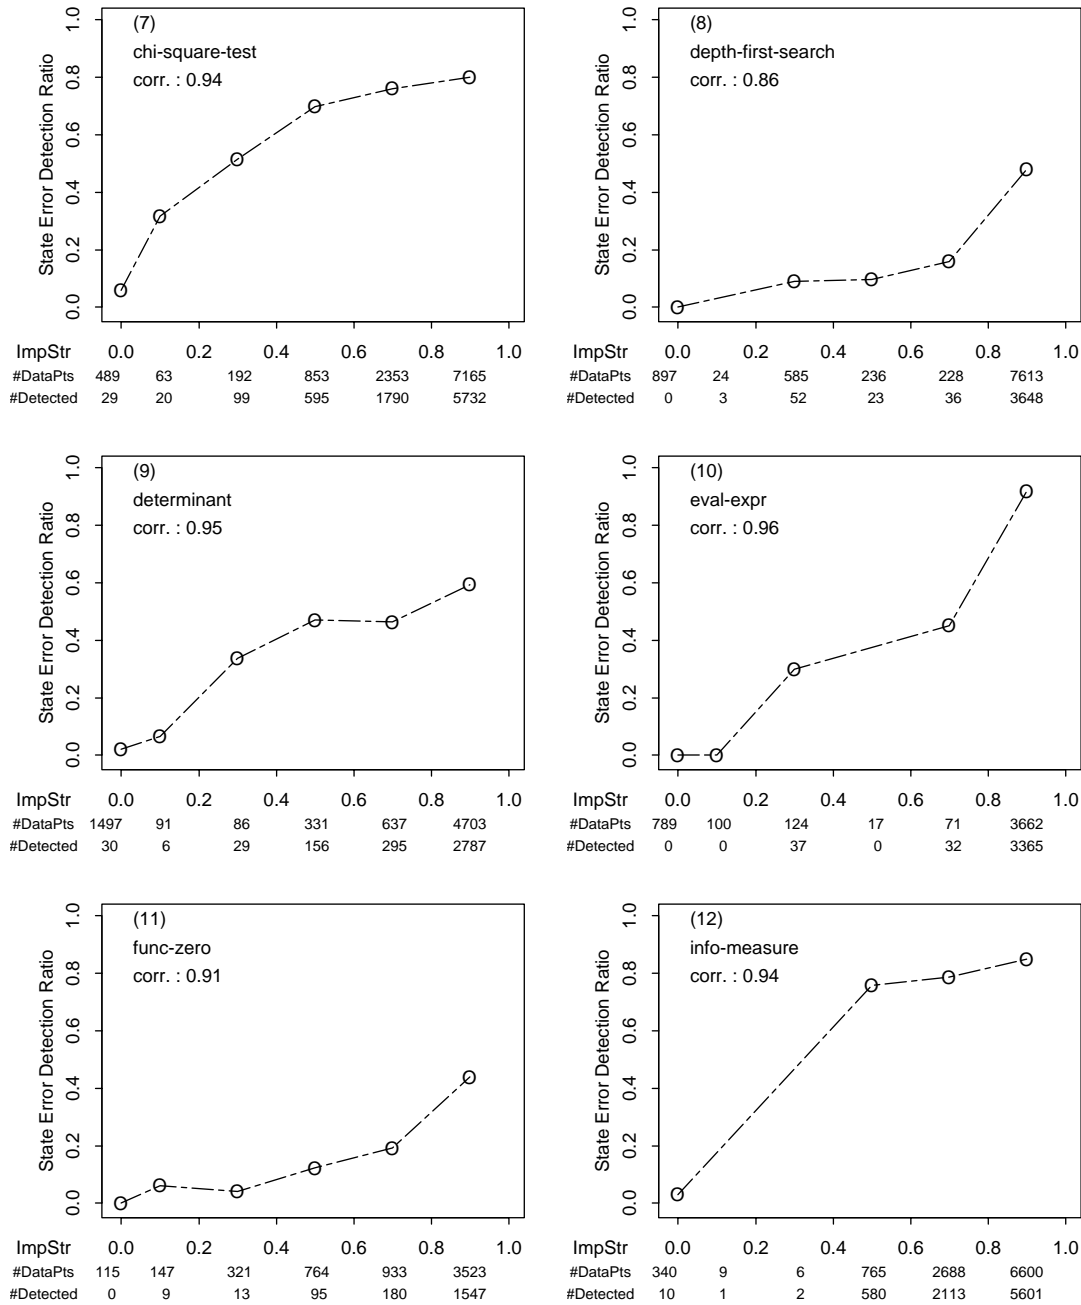 (7)
chi-square-test
corr. : 0.94
State Error Detection Ratio
0.0 0.2 0.4 0.6 0.8 1.0
ImpStr 0.0 0.2 0.4 0.6 0.8 1.0
#DataPts 489 63 192 853 2353 7165
#Detected 29 20 99 595 1790 5732
(8)
depth-first-search
corr. : 0.86
State Error Detection Ratio
0.0 0.2 0.4 0.6 0.8 1.0
ImpStr 0.0 0.2 0.4 0.6 0.8 1.0
#DataPts 897 24 585 236 228 7613
#Detected 0 3 52 23 36 3648
(9)
determinant
corr. : 0.95
State Error Detection Ratio
0.0 0.2 0.4 0.6 0.8 1.0
ImpStr 0.0 0.2 0.4 0.6 0.8 1.0
#DataPts 1497 91 86 331 637 4703
#Detected 30 6 29 156 295 2787
(10)
eval-expr
corr. : 0.96
State Error Detection Ratio
0.0 0.2 0.4 0.6 0.8 1.0
ImpStr 0.0 0.2 0.4 0.6 0.8 1.0
#DataPts 789 100 124 17 71 3662
#Detected 0 0 37 0 32 3365
(11)
func-zero
corr. : 0.91
State Error Detection Ratio
0.0 0.2 0.4 0.6 0.8 1.0
ImpStr 0.0 0.2 0.4 0.6 0.8 1.0
#DataPts 115 147 321 764 933 3523
#Detected 0 9 13 95 180 1547
(12)
info-measure
corr. : 0.94
State Error Detection Ratio
0.0 0.2 0.4 0.6 0.8 1.0
ImpStr 0.0 0.2 0.4 0.6 0.8 1.0
#DataPts 340 9 6 765 2688 6600
#Detected 10 1 2 580 2113 5601